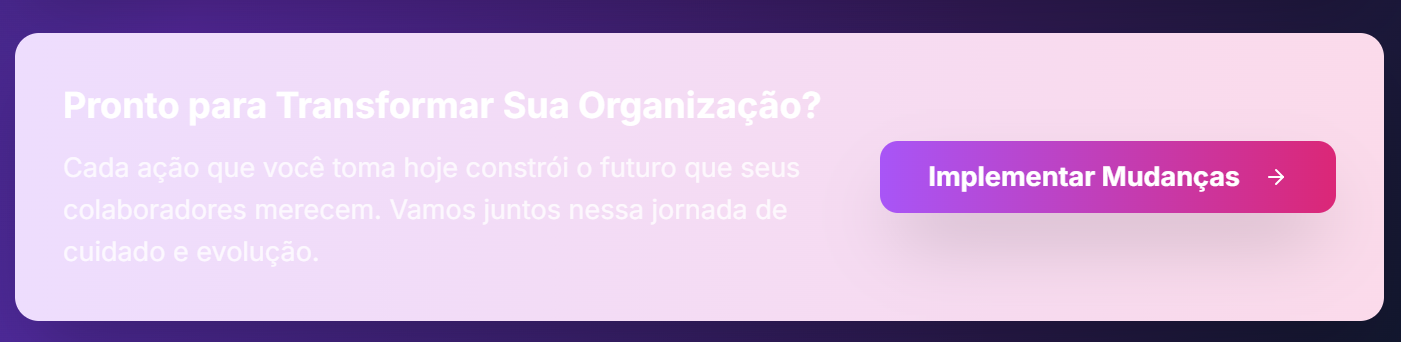 Pronto para Transformar Sua Organização?
Cada ação que você toma hoje constrói o futuro que seus
colaboradores merecem. Vamos juntos nessa jornada de
cuidado e evolução.
Implementar Mudanças →